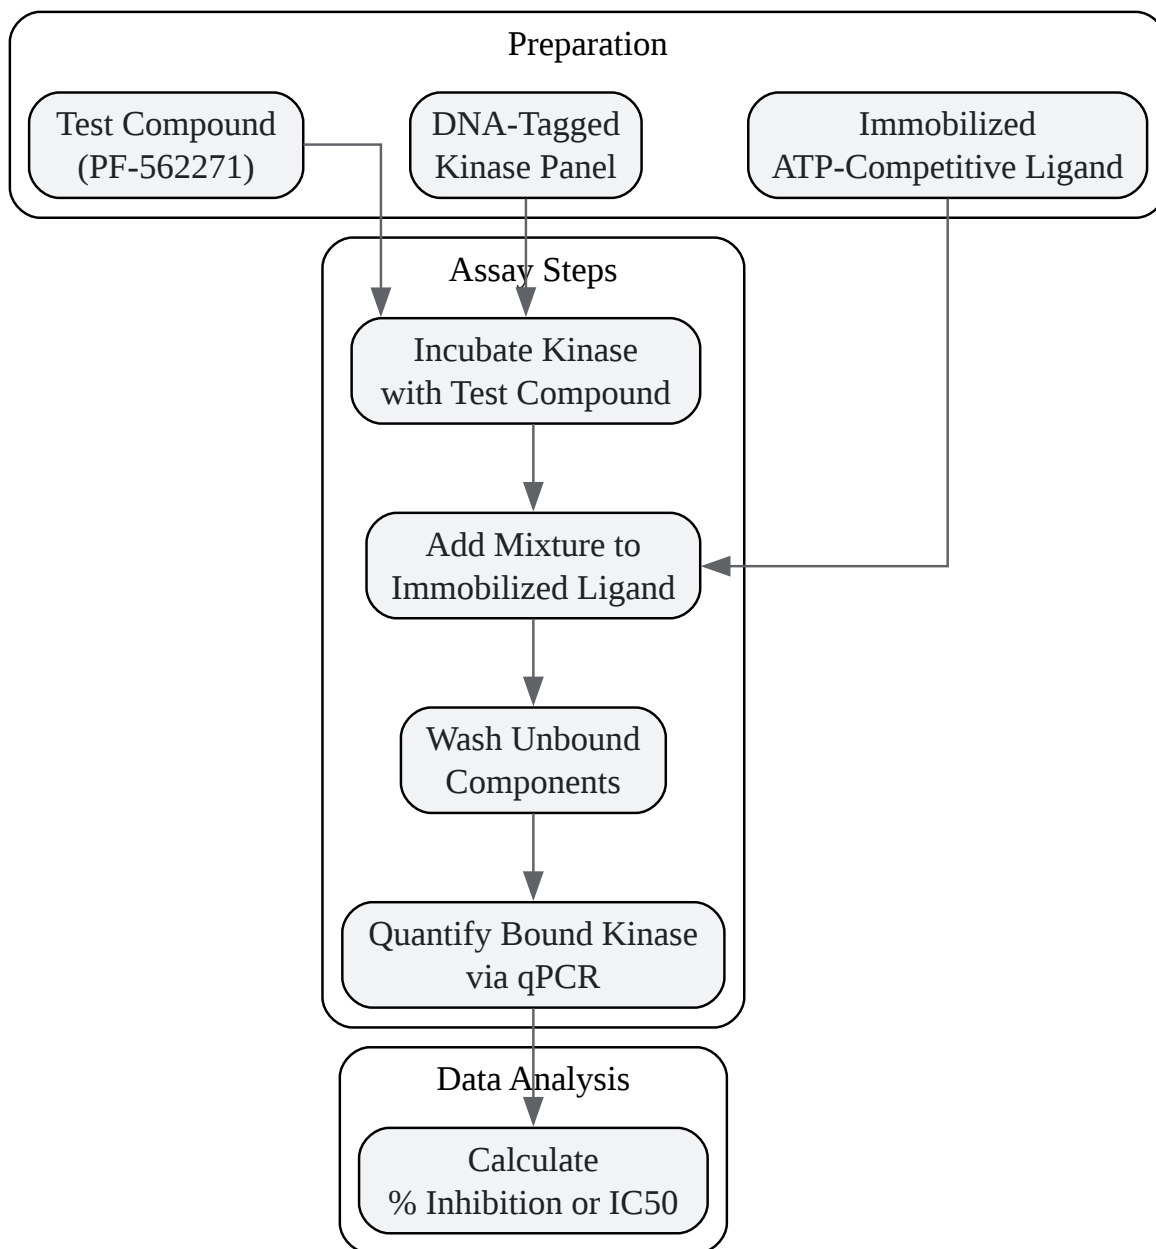 Preparation
Test Compound
(PF-562271)
DNA-Tagged
Kinase Panel
Immobilized
ATP-Competitive Ligand
Assay Steps
Incubate Kinase
with Test Compound
Add Mixture to
Immobilized Ligand
Wash Unbound
Components
Quantify Bound Kinase
via qPCR
Data Analysis
Calculate
% Inhibition or IC50